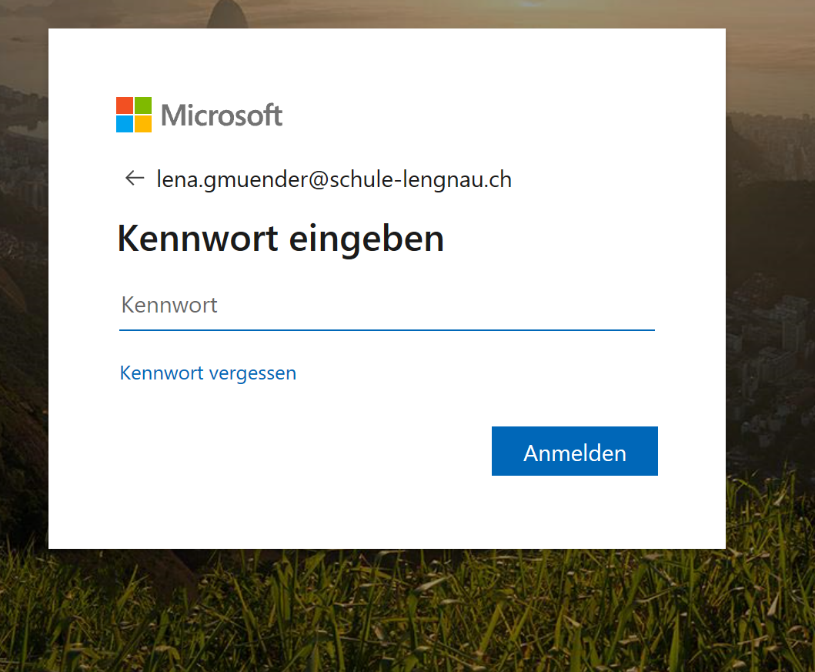 Microsoft
← lena.gmuender@schule-lengnau.ch
Kennwort eingeben
Kennwort
Kennwort vergessen
Anmelden